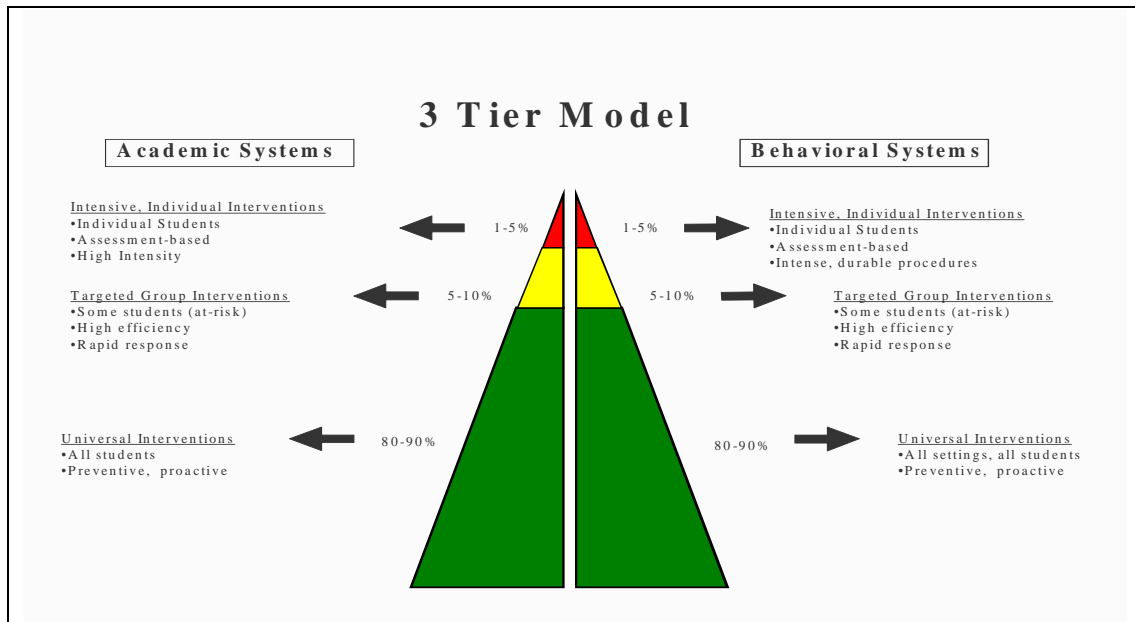 3 Tier Model
Academic Systems
Behavioral Systems
Intensive, Individual Interventions
•Individual Students
•Assessment-based
•High Intensity
1-5%
1-5%
Intensive, Individual Interventions
•Individual Students
•Assessment-based
•Intense, durable procedures
Targeted Group Interventions
•Some students (at-risk)
•High efficiency
•Rapid response
5-10%
5-10%
Targeted Group Interventions
•Some students (at-risk)
•High efficiency
•Rapid response
Universal Interventions
•All students
•Preventive, proactive
80-90%
80-90%
Universal Interventions
•All settings, all students
•Preventive, proactive